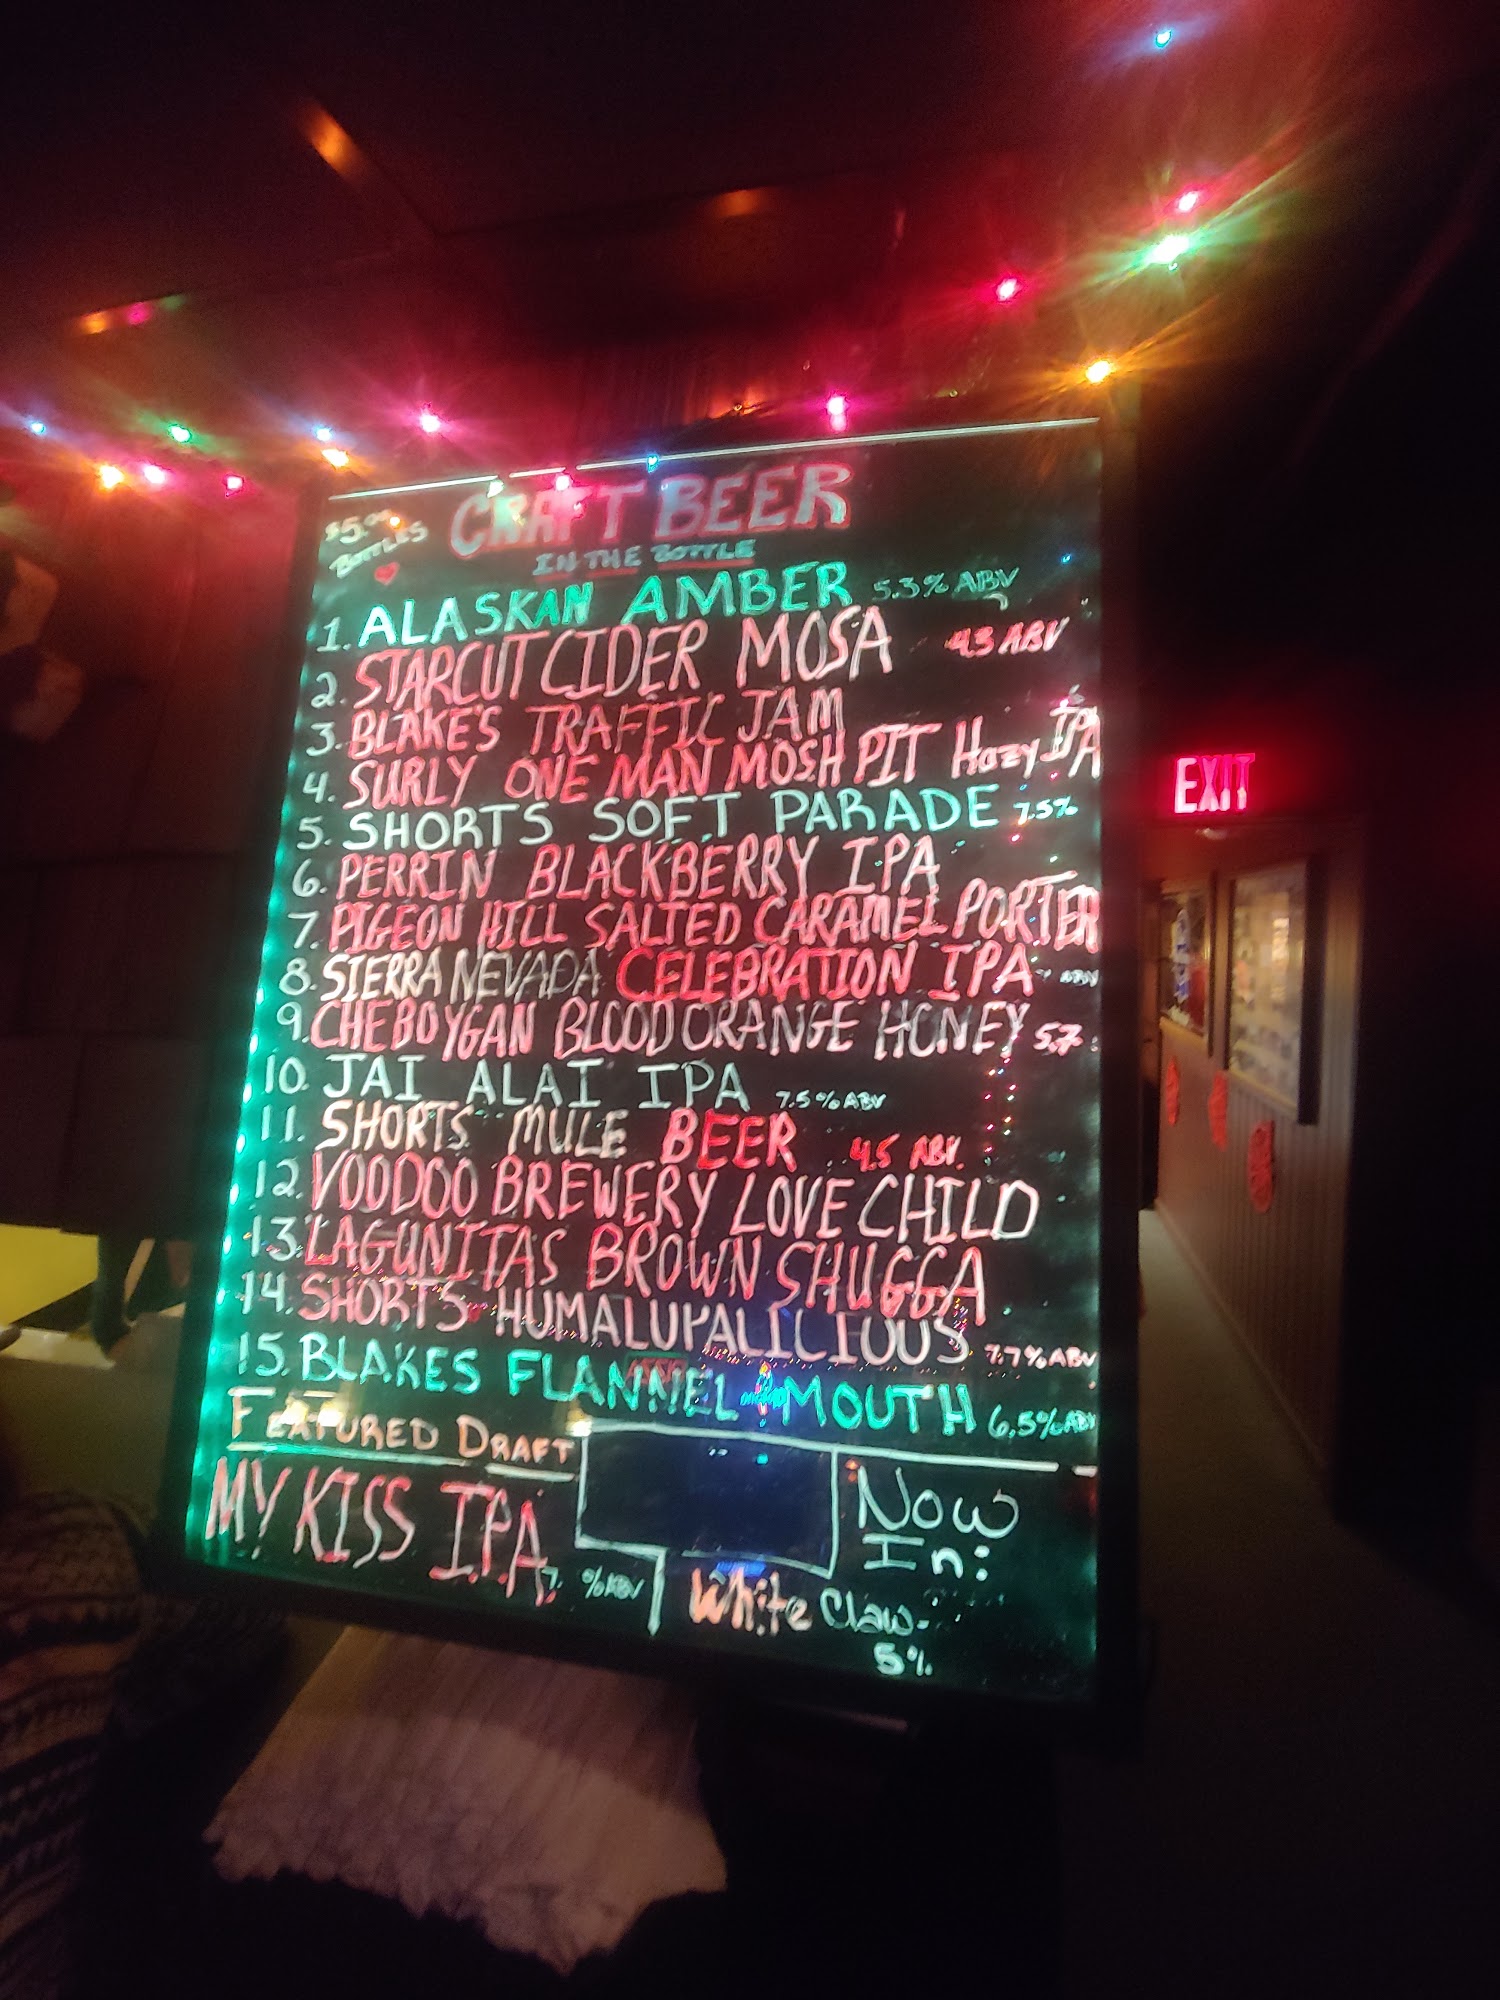 $5.00
BOTTLES
CRAFT BEER
IN THE BOTTLE
1. ALASKAN AMBER 5.3% ABV
2. STARCUT CIDER MOSA 4.3 ABV
3. BLAKE'S TRAFFIC JAM
4. SURLY ONE MAN MOSH PIT Hazy IPA
5. SHORTS SOFT PARADE 7.5%
6. PERRIN BLACKBERRY IPA
7. PIGEON HILL SALTED CARAMEL PORTER
8. SIERRA NEVADA CELEBRATION IPA ABV
9. CHEBOYGAN BLOOD ORANGE HONEY 5.7
10. JAI ALAI IPA 7.5% ABV
11. SHORTS MULE BEER 4.5 ABV
12. VOODOO BREWERY LOVE CHILD
13. LAGUNITAS BROWN SHUGGA
14. SHORTS HUMALUPALICIOUS 7.7% ABV
15. BLAKES FLANNEL MOUTH 6.5% ABV
FEATURED DRAFT
MY KISS I.P.A. 7. % ABV
Now
In:
White Claw-
5%
EXIT